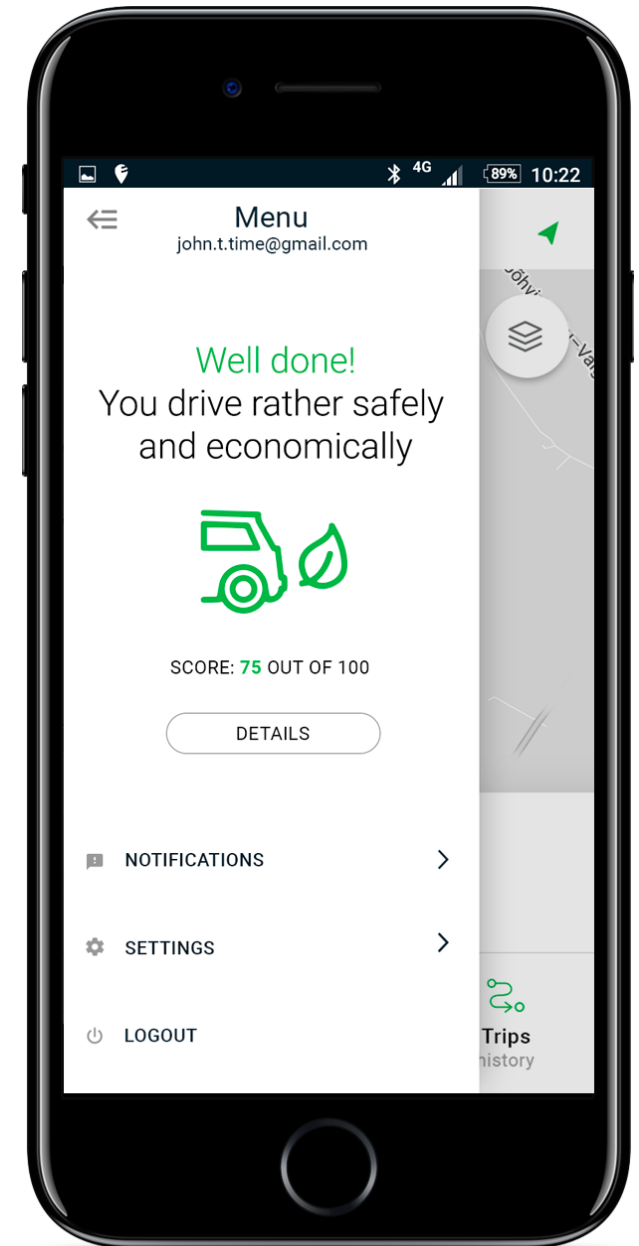 4G 89% 10:22
Menu
john.t.time@gmail.com
Well done!
You drive rather safely
and economically
SCORE: 75 OUT OF 100
DETAILS
NOTIFICATIONS
SETTINGS
LOGOUT
Trips
history